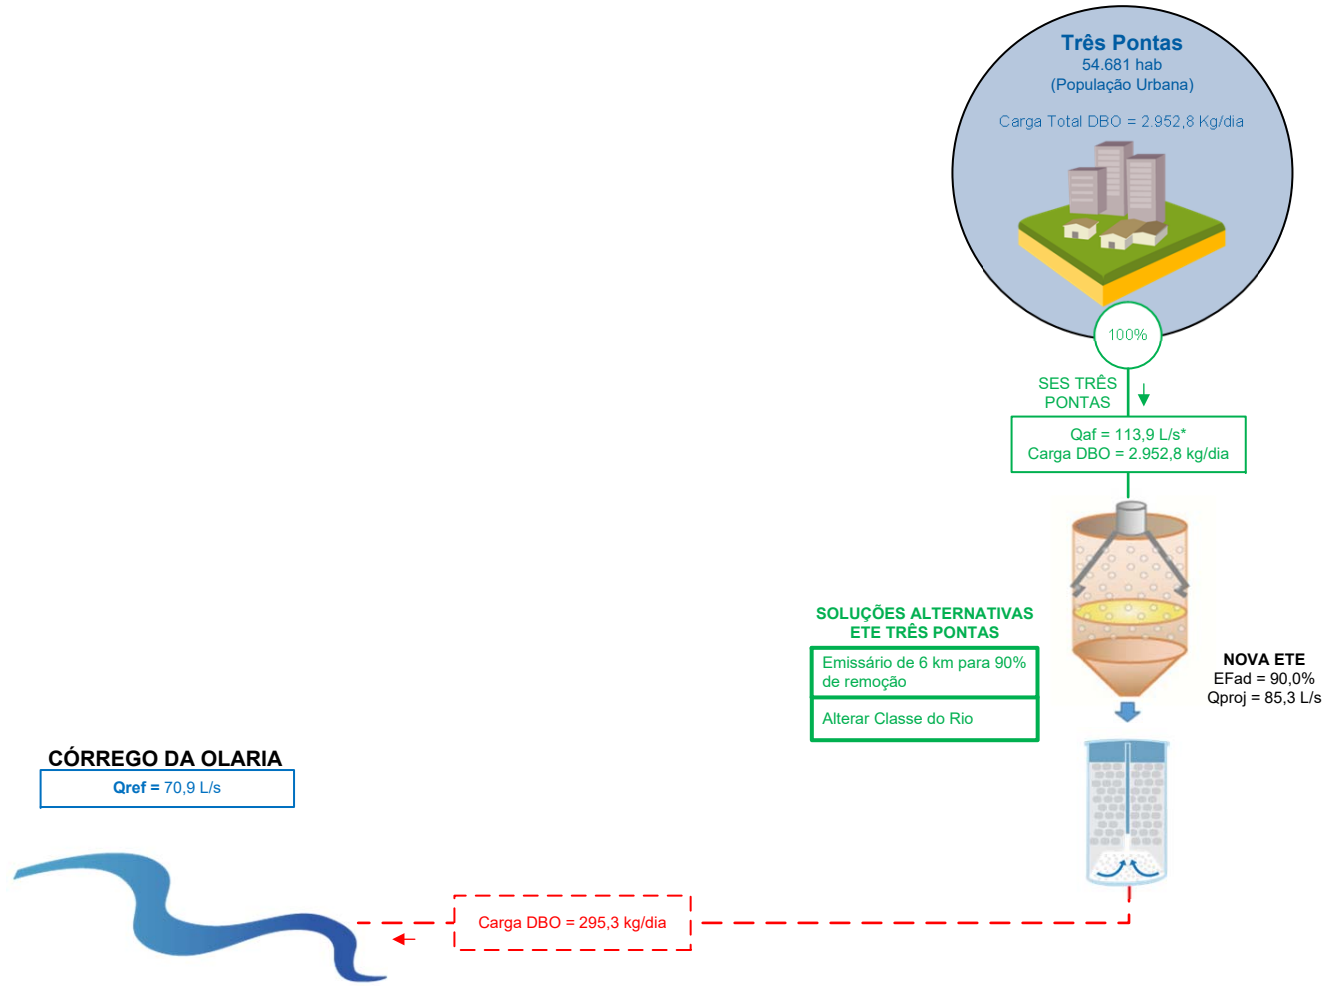 Três Pontas
54.681 hab
(População Urbana)
Carga Total DBO = 2.952,8 Kg/dia
100%
SES TRÊS
PONTAS
Qaf = 113,9 L/s*
Carga DBO = 2.952,8 kg/dia
SOLUÇÕES ALTERNATIVAS
ETE TRÊS PONTAS
Emissário de 6 km para 90%
de remoção
Alterar Classe do Rio
NOVA ETE
EFad = 90,0%
Qproj = 85,3 L/s
CÓRREGO DA OLARIA
Qref = 70,9 L/s
Carga DBO = 295,3 kg/dia